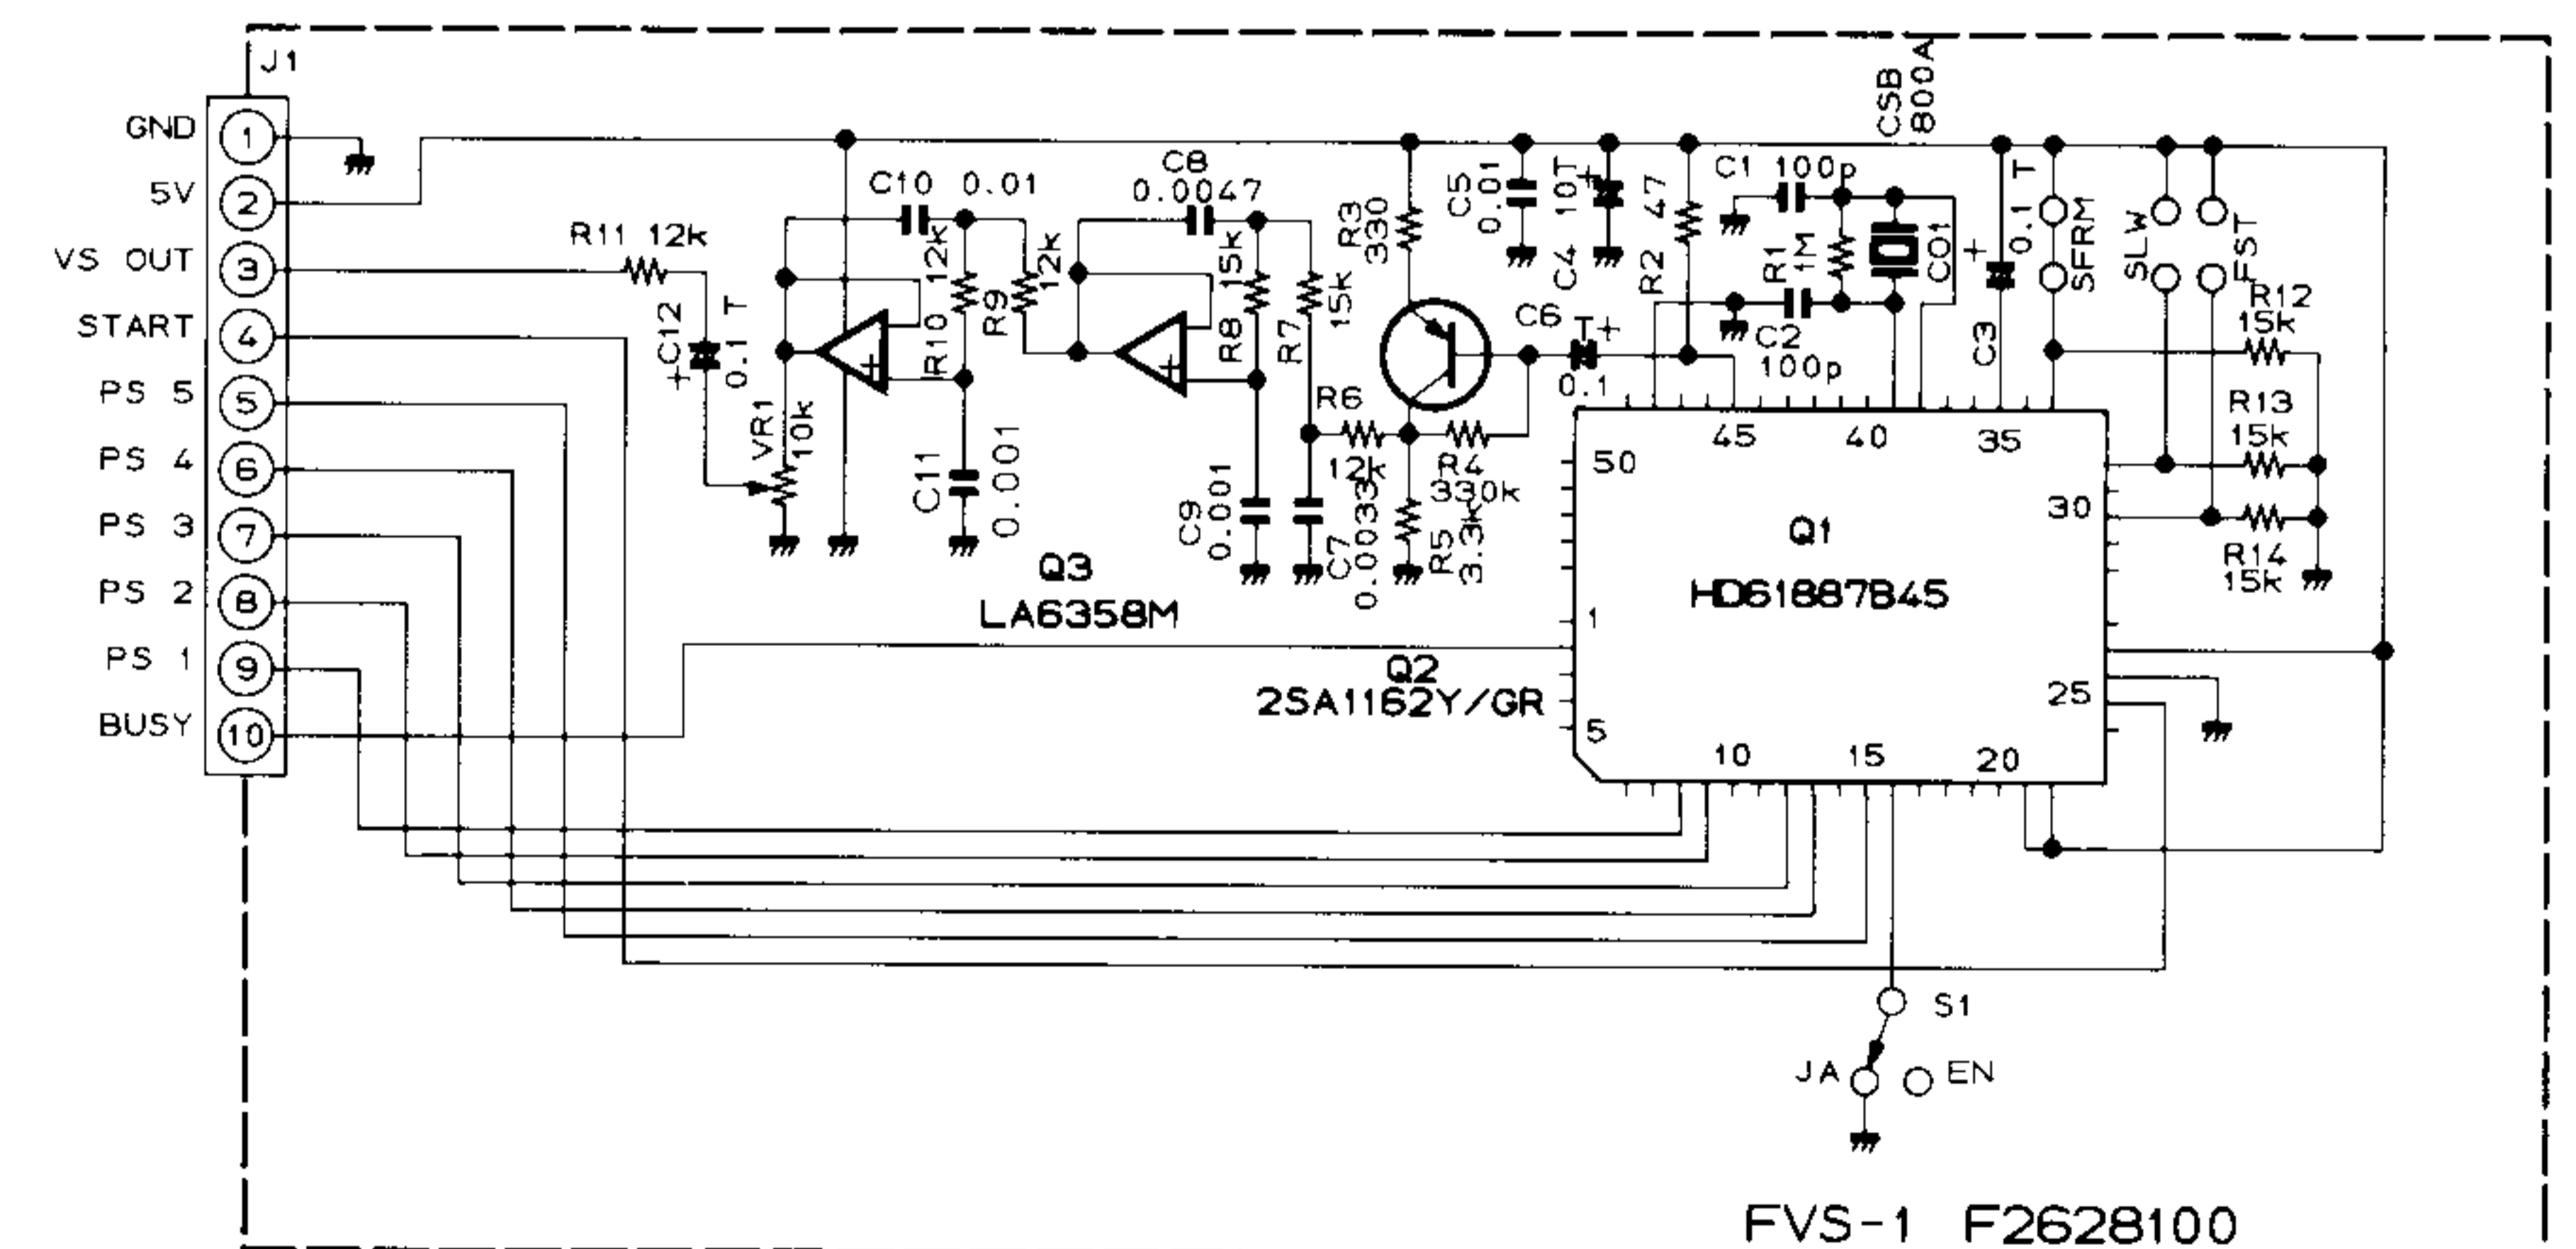 J1
GND 1
5V 2
VS OUT 3
START 4
PS 5 5
PS 4 6
PS 3 7
PS 2 8
PS 1 9
BUSY 10
R11 12k
+C12
0.1 T
VR1
10k
C10 0.01
R10 12k
R9
12k
+
C11
0.001
C8
0.0047
R8 15k
R7
15k
+
C9
0.001
C7
0.0033
R6
12k
R3
330
R4
330k
R5
3.3k
C6
T+
0.1
C5
0.01
C4 10T
+
R2 47
C1 100p
R1
1M
C2
100p
CSB
800A
CO1
C3
+
0.1 T
SFRM
SLW
FST
R12
15k
R13
15k
R14
15k
Q3
LA6358M
Q2
2SA1162Y/GR
Q1
HD61887B45
45 40 35
50
30
1
25
5
10 15 20
S1
JA EN
FVS-1 F2628100